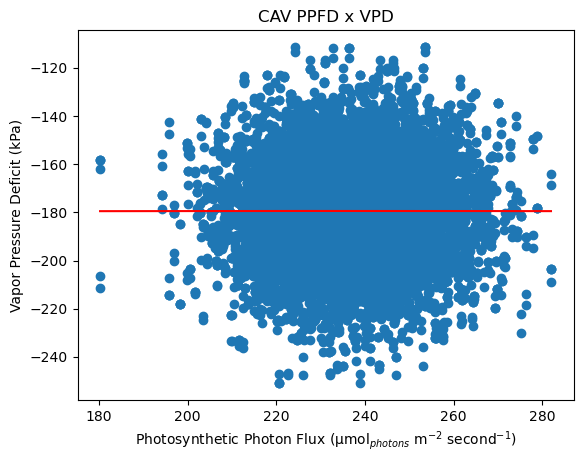 CAV PPFD x VPD
Vapor Pressure Deficit (kPa)
−120
−140
−160
−180
−200
−220
−240
180 200 220 240 260 280
Photosynthetic Photon Flux (μmol$_{photons}$ m$^{−2}$ second$^{−1}$)